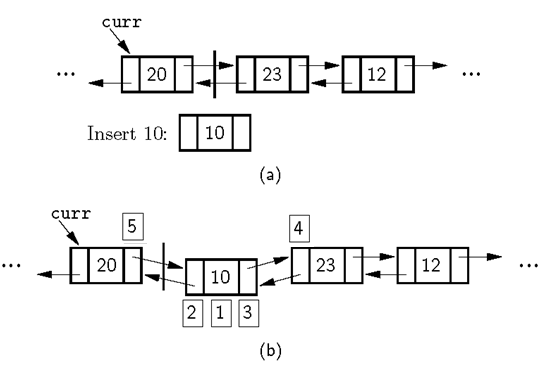 curr
... 20 23 12 ...
Insert 10: 10
(a)
curr
5 4
... 20 10 23 12 ...
2 1 3
(b)